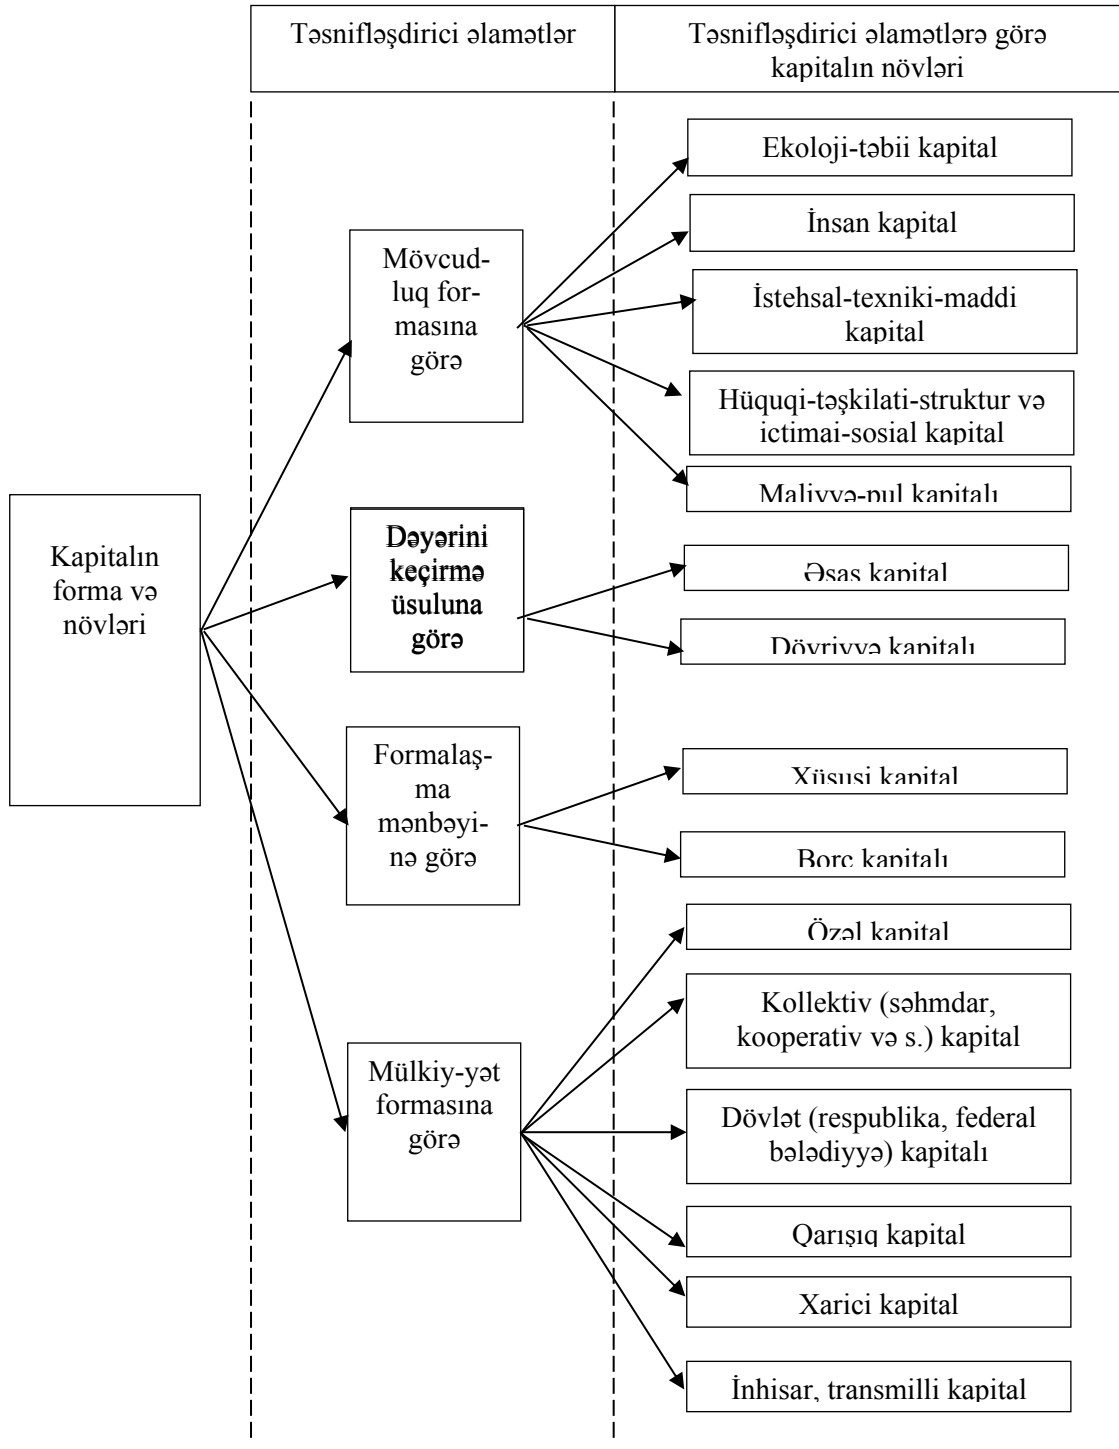 Təsnifləşdirici əlamətlər
Təsnifləşdirici əlamətlərə görə
kapitalın növləri
Kapitalın
forma və
növləri
Mövcud-
luq for-
masına
görə
Ekoloji-təbii kapital
İnsan kapital
İstehsal-texniki-maddi
kapital
Hüquqi-təşkilati-struktur və
ictimai-sosial kapital
Maliyyə-pul kapitalı
Dəyərini
keçirmə
üsuluna
görə
Əsas kapital
Dövriyyə kapitalı
Formalaş-
ma
mənbəyi-
nə görə
Xüsusi kapital
Borc kapitalı
Mülkiy-yət
formasına
görə
Özəl kapital
Kollektiv (səhmdar,
kooperativ və s.) kapital
Dövlət (respublika, federal
bələdiyyə) kapitalı
Qarışıq kapital
Xarici kapital
İnhisar, transmilli kapital